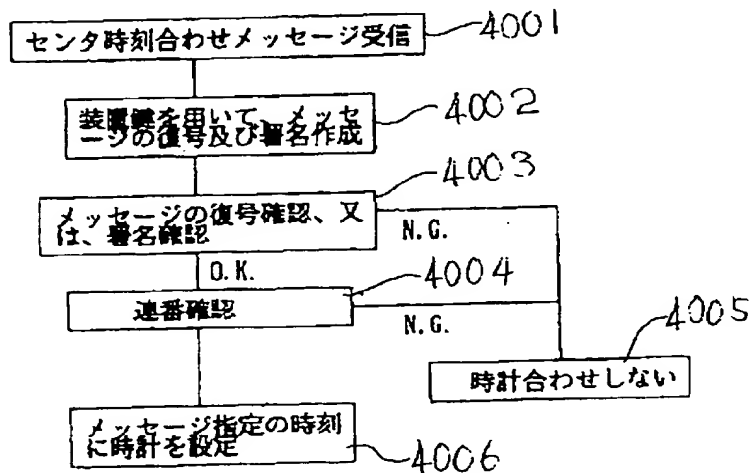 センタ時刻合わせメッセージ受信
4001
装置鍵を用いて、メッセ
ージの復号及び署名作成
4002
メッセージの復号確認、又
は、署名確認
4003
N.G.
O.K.
連番確認
4004
N.G.
時計合わせしない
4005
メッセージ指定の時刻
に時計を設定
4006